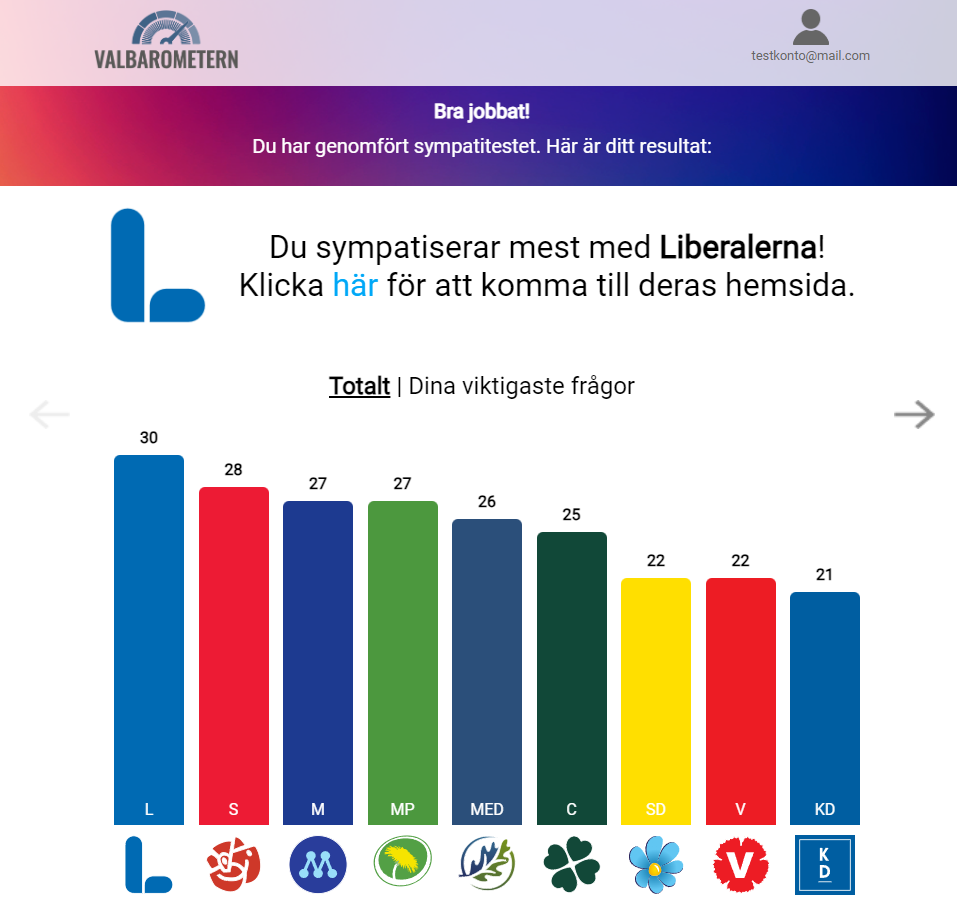 VALBAROMETERN
testkonto@mail.com
Bra jobbat!
Du har genomfört sympatitestet. Här är ditt resultat:
Du sympatiserar mest med Liberalerna!
Klicka här för att komma till deras hemsida.
Totalt | Dina viktigaste frågor
30 28 27 27 26 25 22 22 21
L S M MP MED C SD V KD
V K
D